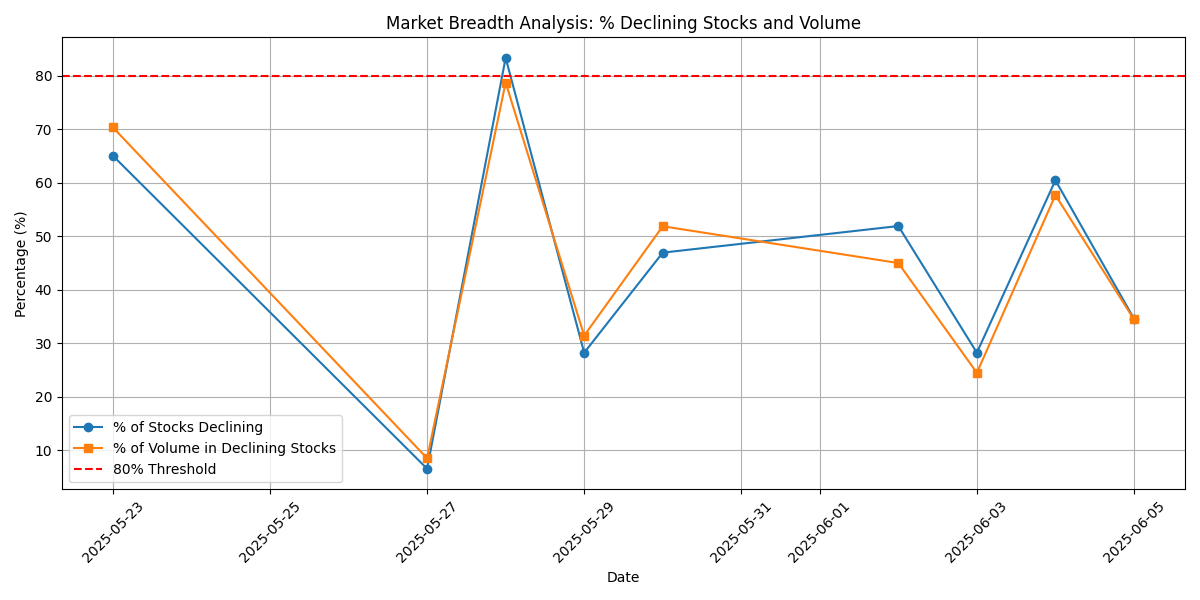 Market Breadth Analysis: % Declining Stocks and Volume
Percentage (%)
80
70
60
50
40
30
20
10
% of Stocks Declining
% of Volume in Declining Stocks
80% Threshold
2025-05-23
2025-05-25
2025-05-27
2025-05-29
2025-05-31
2025-06-01
2025-06-03
2025-06-05
Date